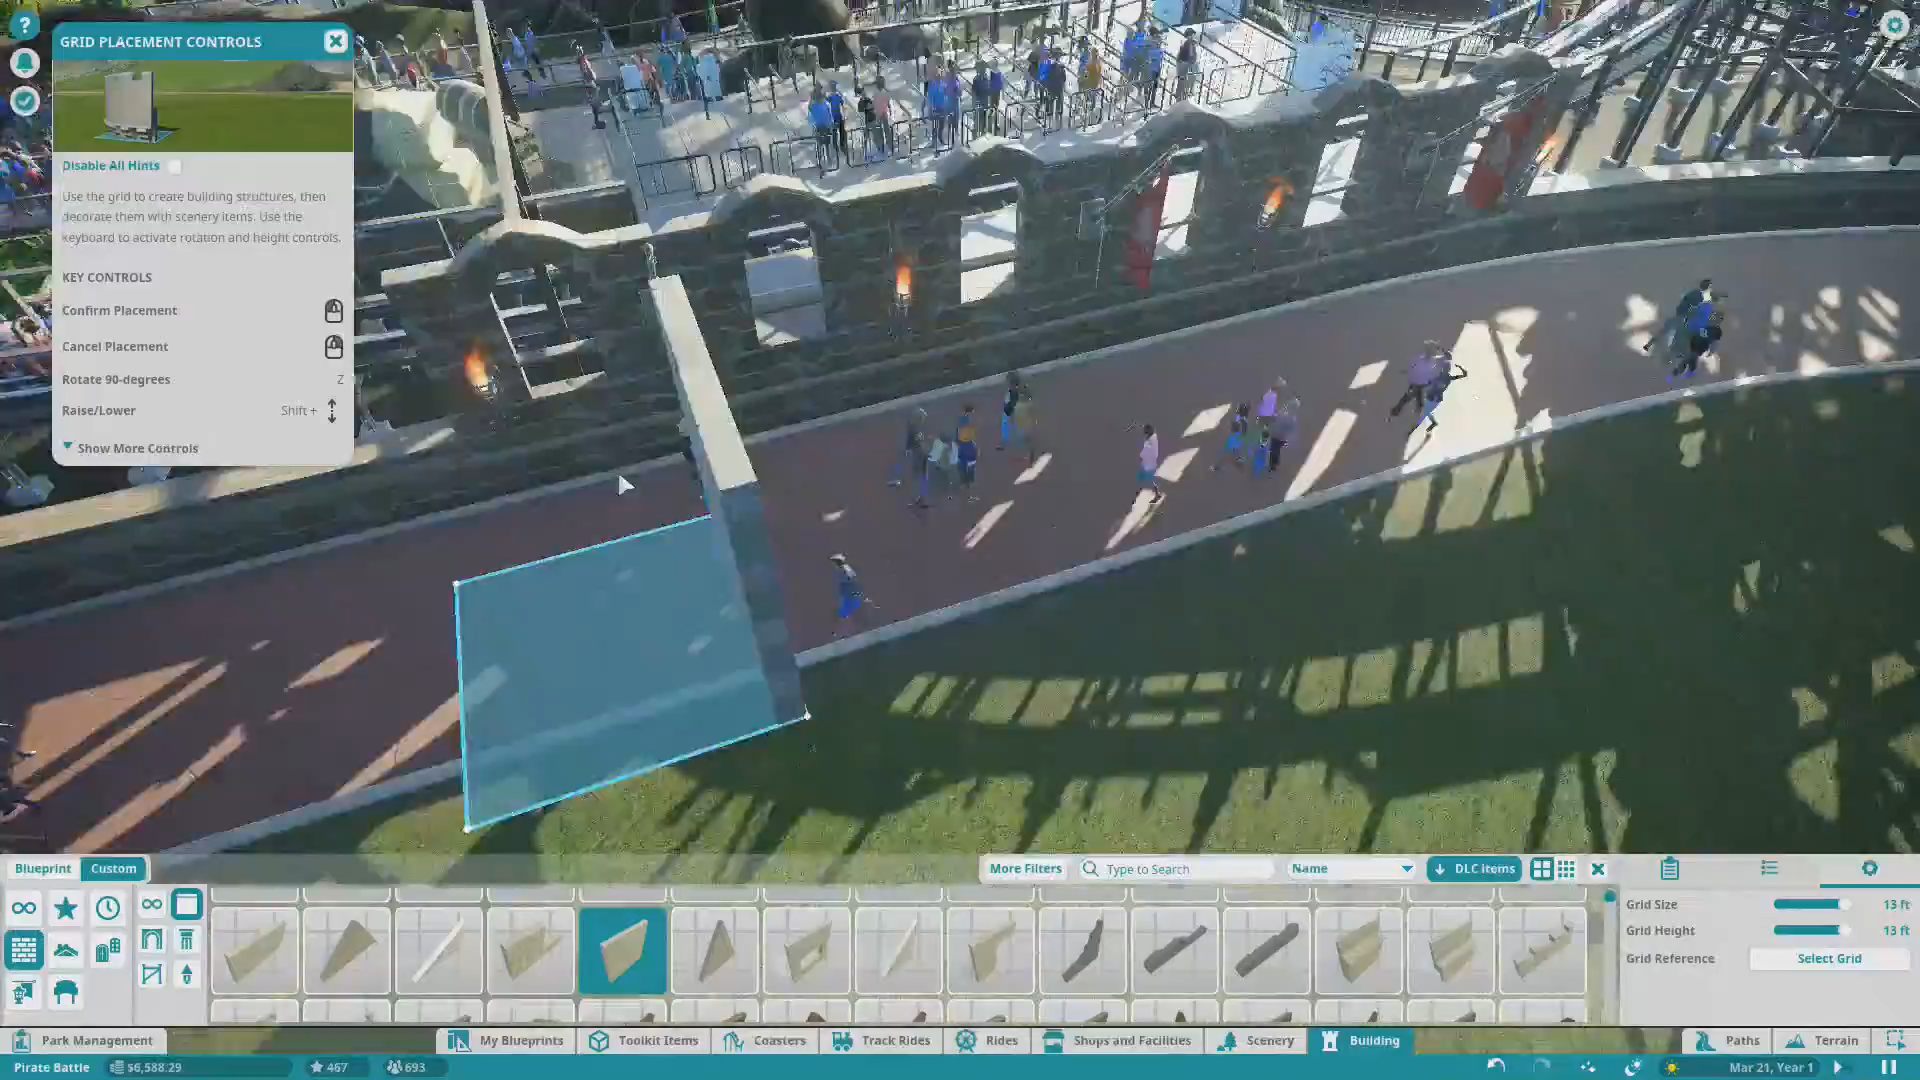 ?
GRID PLACEMENT CONTROLS
Disable All Hints
Use the grid to create building structures, then
decorate them with scenery items. Use the
keyboard to activate rotation and height controls.
KEY CONTROLS
Confirm Placement
Cancel Placement
Rotate 90-degrees Z
Raise/Lower Shift +
Show More Controls
Blueprint Custom More Filters Type to Search Name DLC Items
Grid Size 13 ft
Grid Height 13 ft
Grid Reference Select Grid
Park Management My Blueprints Toolkit Items Coasters Track Rides Rides Shops and Facilities Scenery Building Paths Terrain
Pirate Battle $6,588.29 467 693 Mar 21, Year 1